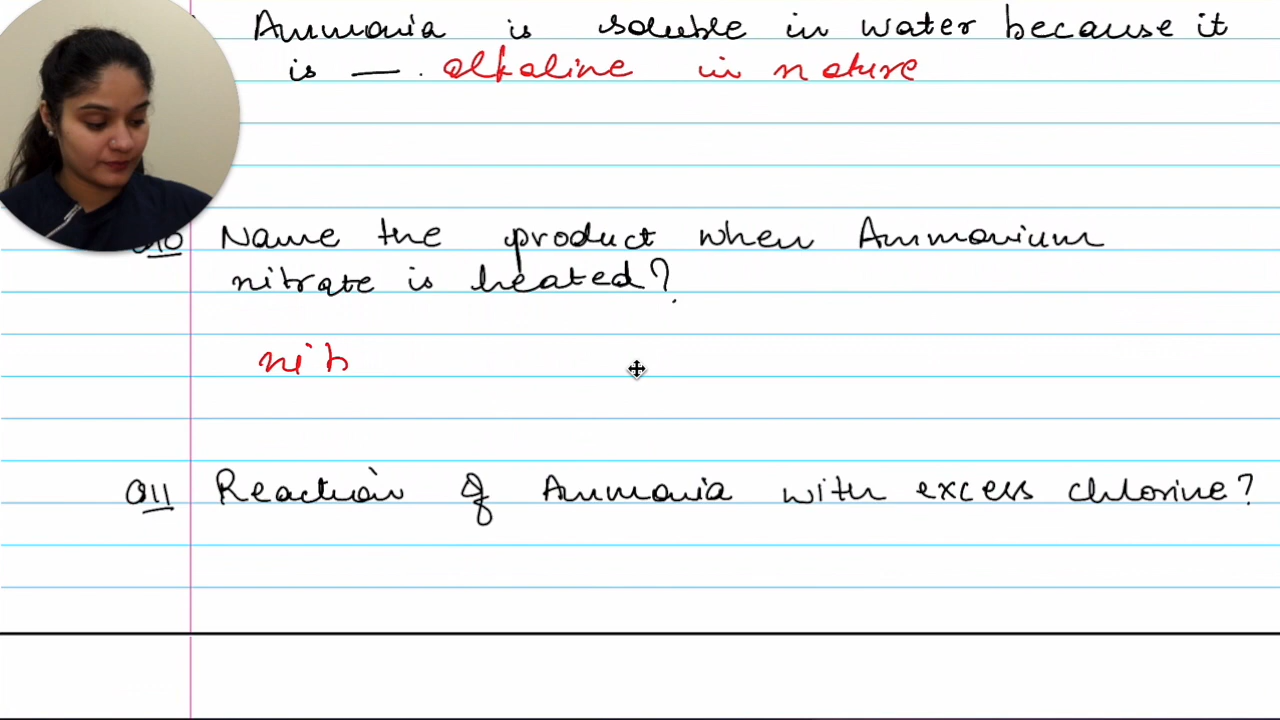 Ammonia is soluble in water because it
is — . alkaline in nature
Q10 Name the product when Ammonium
nitrate is heated?
nit
Q11 Reaction of Ammonia with excess chlorine?